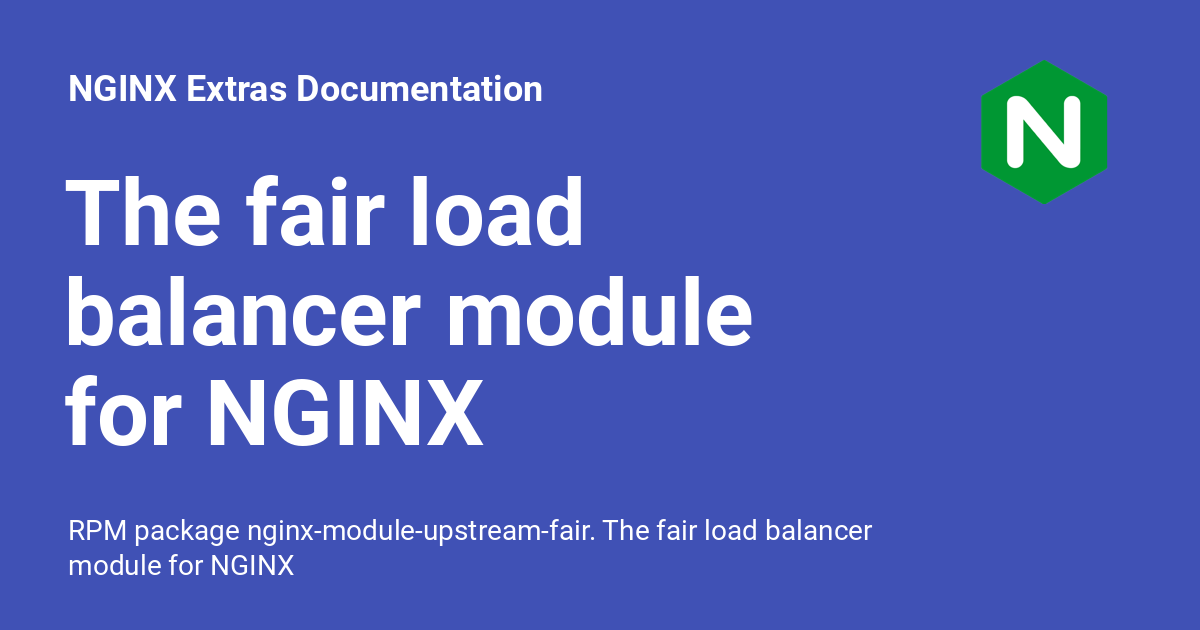 NGINX Extras Documentation
N
The fair load
balancer module
for NGINX
RPM package nginx-module-upstream-fair. The fair load balancer
module for NGINX